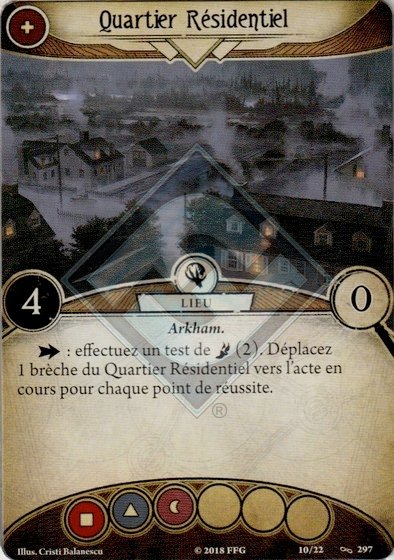 Quartier Résidentiel
4
LIEU
0
Arkham.
: effectuez un test de (2). Déplacez
1 brèche du Quartier Résidentiel vers l'acte en
cours pour chaque point de réussite.
®
Illus. Cristi Balanescu © 2018 FFG 10/22 297